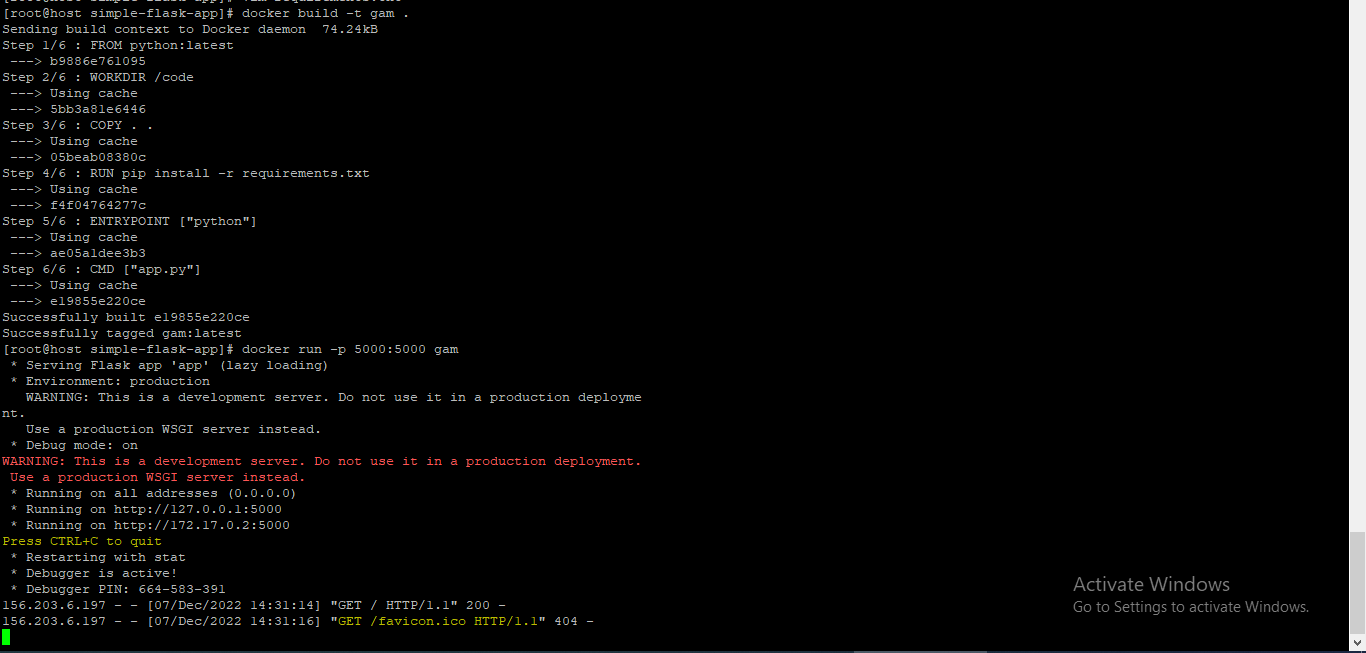 [root@host simple-flask-app]# docker build -t gam .
Sending build context to Docker daemon  74.24kB
Step 1/6 : FROM python:latest
 ---> b9886e761095
Step 2/6 : WORKDIR /code
 ---> Using cache
 ---> 5bb3a81e6446
Step 3/6 : COPY . .
 ---> Using cache
 ---> 05beab08380c
Step 4/6 : RUN pip install -r requirements.txt
 ---> Using cache
 ---> f4f04764277c
Step 5/6 : ENTRYPOINT ["python"]
 ---> Using cache
 ---> ae05a1dee3b3
Step 6/6 : CMD ["app.py"]
 ---> Using cache
 ---> e19855e220ce
Successfully built e19855e220ce
Successfully tagged gam:latest
[root@host simple-flask-app]# docker run -p 5000:5000 gam
 * Serving Flask app 'app' (lazy loading)
 * Environment: production
   WARNING: This is a development server. Do not use it in a production deployme
nt.
   Use a production WSGI server instead.
 * Debug mode: on
WARNING: This is a development server. Do not use it in a production deployment.
 Use a production WSGI server instead.
 * Running on all addresses (0.0.0.0)
 * Running on http://127.0.0.1:5000
 * Running on http://172.17.0.2:5000
Press CTRL+C to quit
 * Restarting with stat
 * Debugger is active!
 * Debugger PIN: 664-583-391
156.203.6.197 - - [07/Dec/2022 14:31:14] "GET / HTTP/1.1" 200 -
156.203.6.197 - - [07/Dec/2022 14:31:16] "GET /favicon.ico HTTP/1.1" 404 -
Activate Windows
Go to Settings to activate Windows.